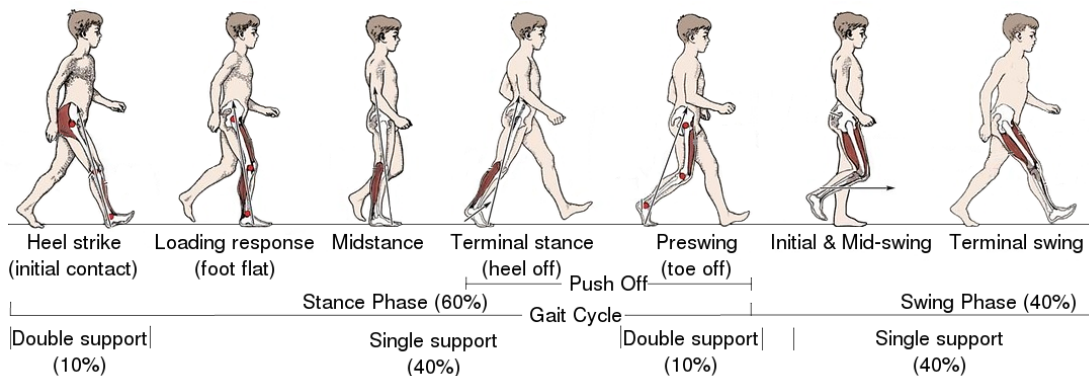 Heel strike
(initial contact)
Loading response
(foot flat)
Midstance
Terminal stance
(heel off)
Preswing
(toe off)
Initial & Mid-swing
Terminal swing
Push Off
Stance Phase (60%)
Swing Phase (40%)
Gait Cycle
Double support
(10%)
Single support
(40%)
Double support
(10%)
Single support
(40%)